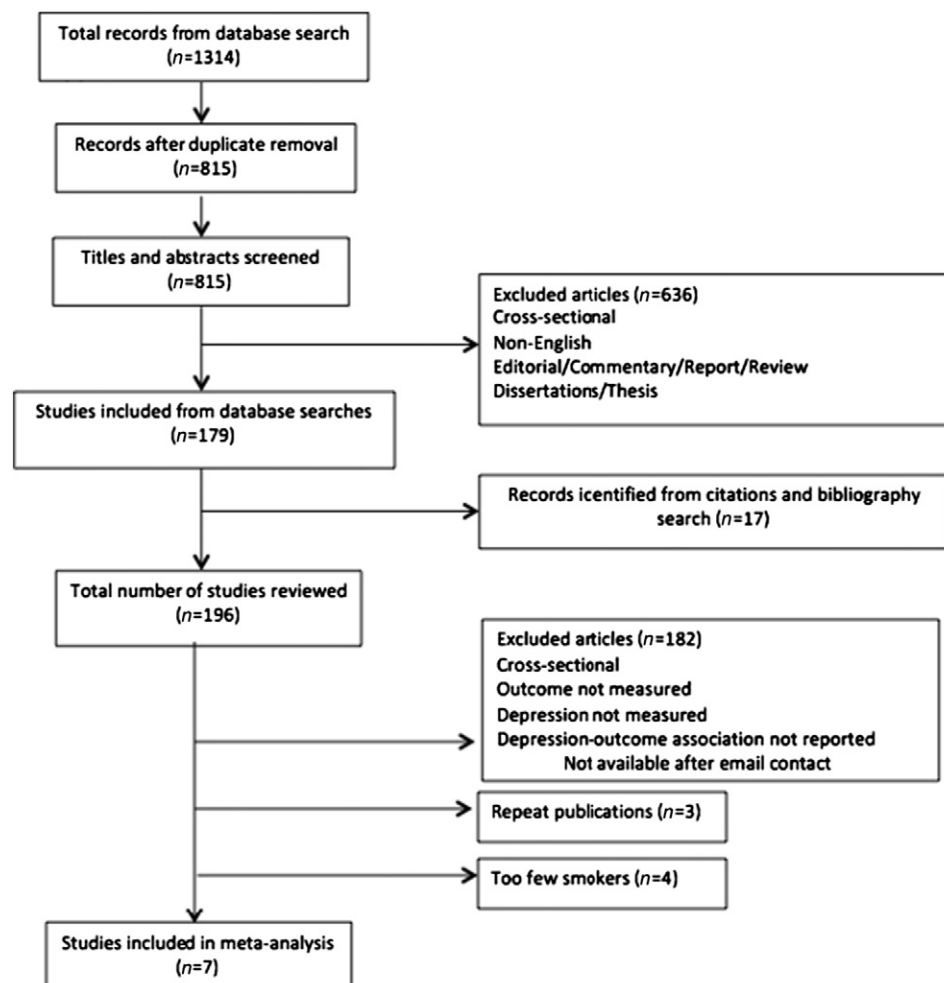 Total records from database search
(n=1314)
Records after duplicate removal
(n=815)
Titles and abstracts screened
(n=815)
Excluded articles (n=636)
Cross-sectional
Non-English
Editorial/Commentary/Report/Review
Dissertations/Thesis
Studies included from database searches
(n=179)
Records icentified from citations and bibliography
search (n=17)
Total number of studies reviewed
(n=196)
Excluded articles (n=182)
Cross-sectional
Outcome not measured
Depression not measured
Depression-outcome association not reported
Not available after email contact
Repeat publications (n=3)
Too few smokers (n=4)
Studies included in meta-analysis
(n=7)